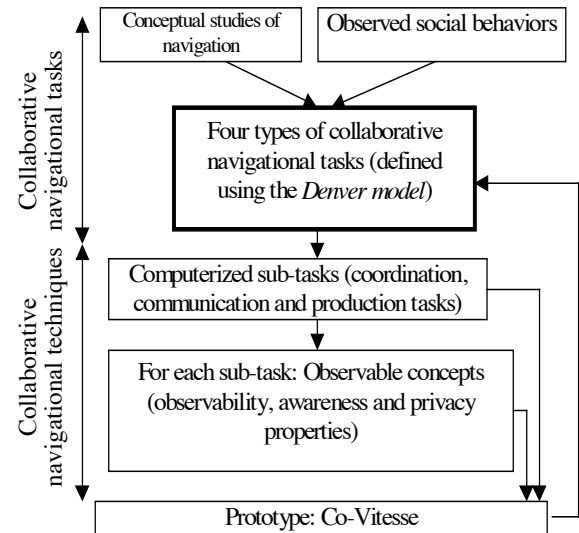 Conceptual studies of
navigation
Observed social behaviors
Collaborative
navigational tasks
Four types of collaborative
navigational tasks (defined
using the Denver model)
Collaborative
navigational techniques
Computerized sub-tasks (coordination,
communication and production tasks)
For each sub-task: Observable concepts
(observability, awareness and privacy
properties)
Prototype: Co-Vitesse